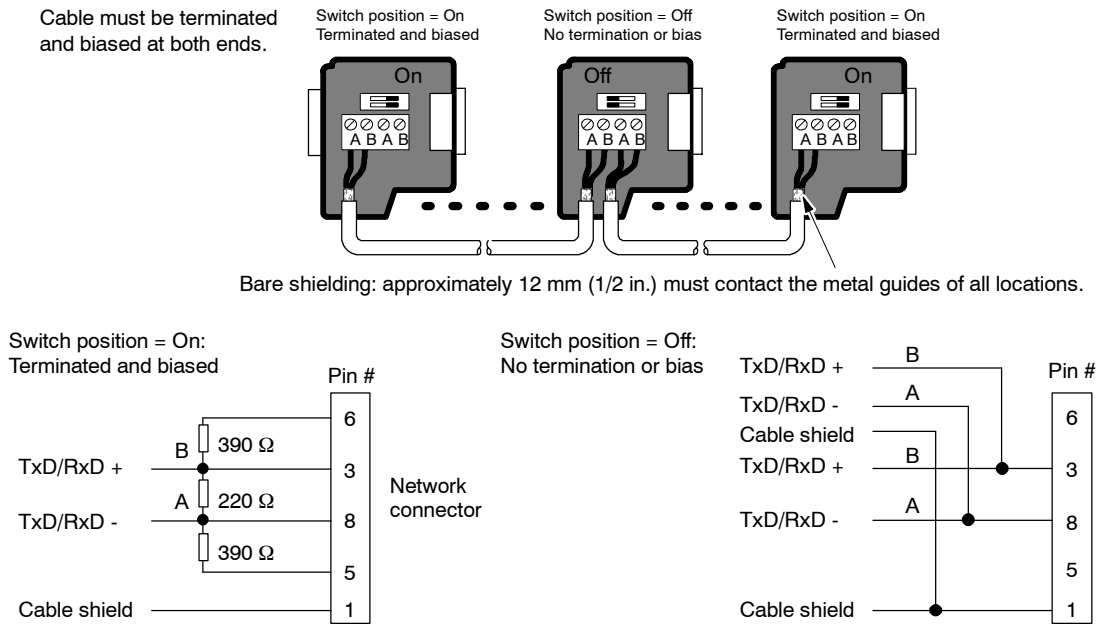 Cable must be terminated
and biased at both ends.
Switch position = On
Terminated and biased
Switch position = Off
No termination or bias
Switch position = On
Terminated and biased
On
Off
On
A B A B
A B A B
A B A B
Bare shielding: approximately 12 mm (1/2 in.) must contact the metal guides of all locations.
Switch position = On:
Terminated and biased
Pin #
6
390 Ω
B
TxD/RxD +
3
220 Ω
A
TxD/RxD -
8
390 Ω
5
Cable shield
1
Network
connector
Switch position = Off:
No termination or bias
Pin #
TxD/RxD +
B
TxD/RxD -
A
6
Cable shield
TxD/RxD +
B
3
TxD/RxD -
A
8
5
Cable shield
1